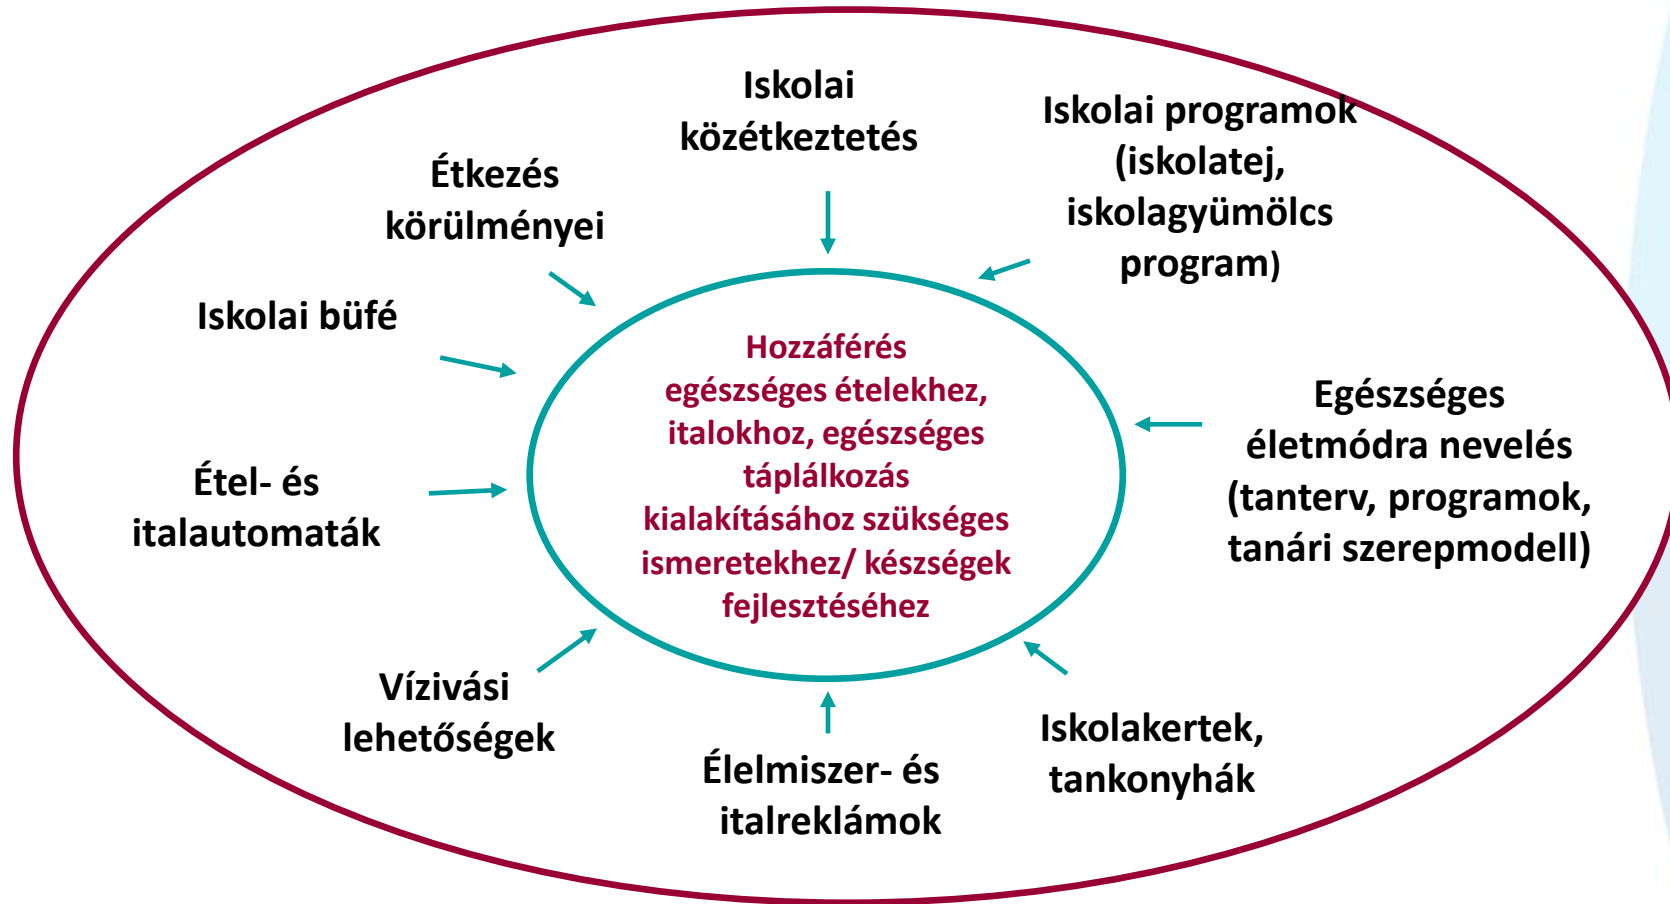 Iskolai
közétkeztetés
Iskolai programok
(iskolatej,
iskolagyümölcs
program)
Étkezés
körülményei
Iskolai büfé
Hozzáférés
egészséges ételekhez,
italokhoz, egészséges
táplálkozás
kialakításához szükséges
ismeretekhez/ készségek
fejlesztéséhez
Egészséges
életmódra nevelés
(tanterv, programok,
tanári szerepmodell)
Étel- és
italautomaták
Vízivási
lehetőségek
Élelmiszer- és
italreklámok
Iskolakertek,
tankonyhák